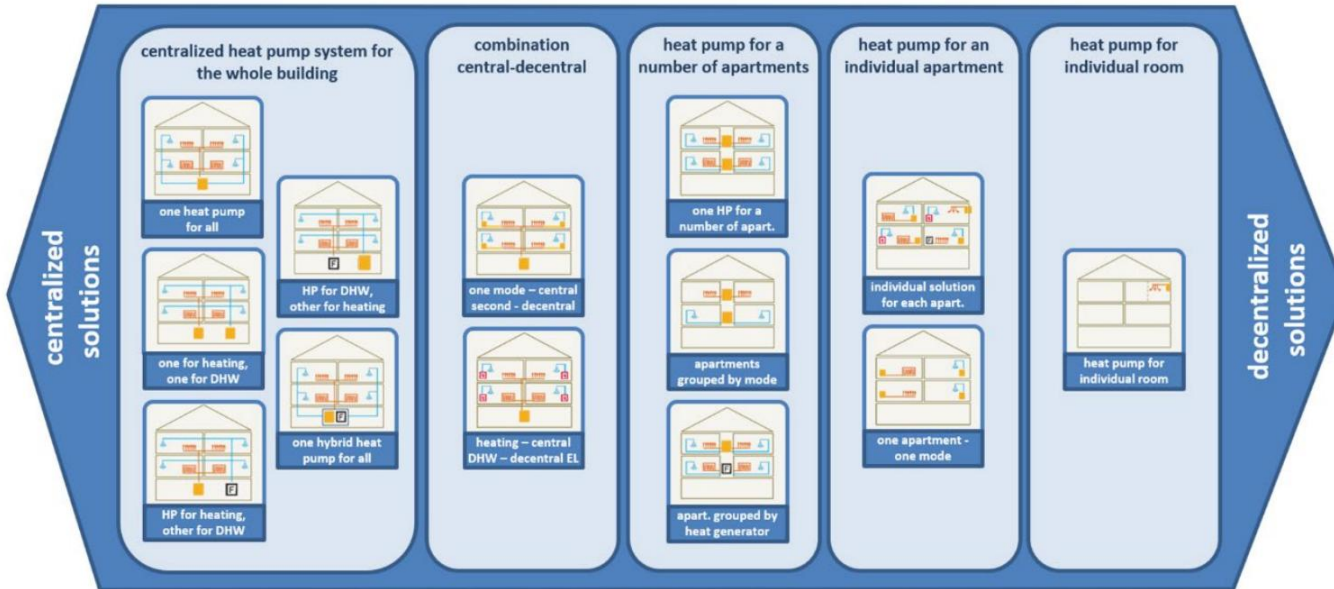 centralized
solutions
centralized heat pump system for
the whole building
one heat pump
for all
one for heating,
one for DHW
HP for heating,
other for DHW
HP for DHW,
other for heating
F
one hybrid heat
pump for all
F
F
combination
central-decentral
one mode – central
second - decentral
heating – central
DHW – decentral EL
heat pump for a
number of apartments
one HP for a
number of apart.
apartments
grouped by mode
F
apart. grouped by
heat generator
heat pump for an
individual apartment
F
individual solution
for each apart.
one apartment -
one mode
heat pump for
individual room
heat pump for
individual room
decentralized
solutions